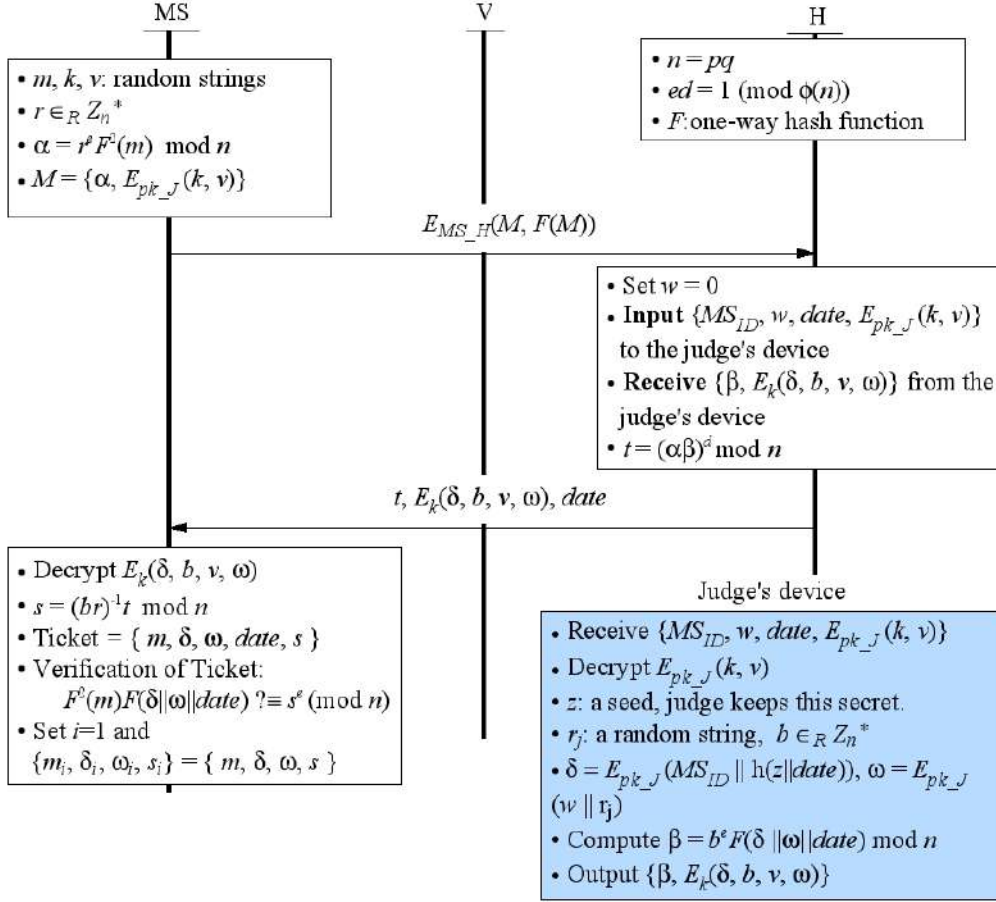 MS
V
H
• m, k, v: random strings
• r ∈R Zn*
• α = r^e F²(m) mod n
• M = {α, Epk_J (k, v)}
• n = pq
• ed = 1 (mod ϕ(n))
• F:one-way hash function
EMS_H(M, F(M))
• Set w = 0
• Input {MSID, w, date, Epk_J (k, v)}
to the judge's device
• Receive {β, Ek(δ, b, v, ω)} from the
judge's device
• t = (αβ)^d mod n
t, Ek(δ, b, v, ω), date
• Decrypt Ek(δ, b, v, ω)
• s = (br)^-1 t mod n
• Ticket = { m, δ, ω, date, s }
• Verification of Ticket:
F²(m)F(δ||ω||date) ?≡ s^e (mod n)
• Set i=1 and
{mi, δi, ωi, si} = { m, δ, ω, s }
Judge's device
• Receive {MSID, w, date, Epk_J (k, v)}
• Decrypt Epk_J (k, v)
• z: a seed, judge keeps this secret.
• rj: a random string, b ∈R Zn*
• δ = Epk_J (MSID || h(z||date)), ω = Epk_J
(w || rj)
• Compute β = b^e F(δ ||ω||date) mod n
• Output {β, Ek(δ, b, v, ω)}